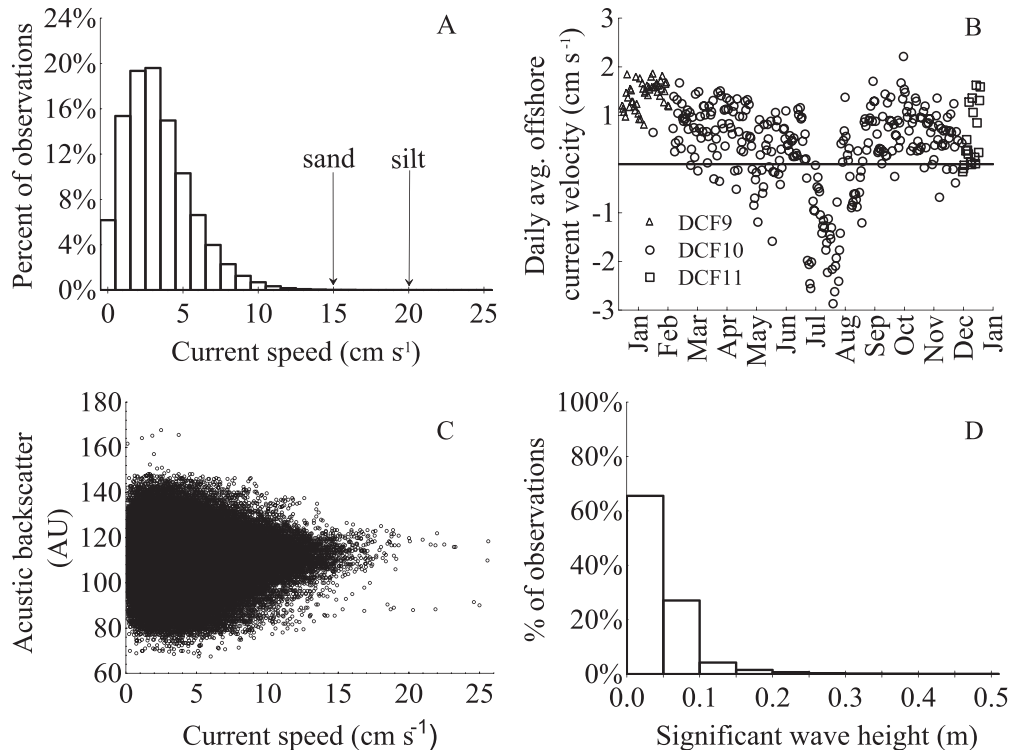 A
24%
20%
16%
12%
8%
4%
0%
Percent of observations
sand
silt
0
5
10
15
20
25
Current speed (cm s-1)
B
3
2
1
-1
-2
-3
Daily avg. offshore
current velocity (cm s-1)
DCF9
DCF10
DCF11
Jan
Feb
Mar
Apr
May
Jun
Jul
Aug
Sep
Oct
Nov
Dec
Jan
C
180
160
140
120
100
80
60
Acustic backscatter
(AU)
0
5
10
15
20
25
Current speed (cm s-1)
D
100%
80%
60%
40%
20%
0%
% of observations
0.0
0.1
0.2
0.3
0.4
0.5
Significant wave height (m)